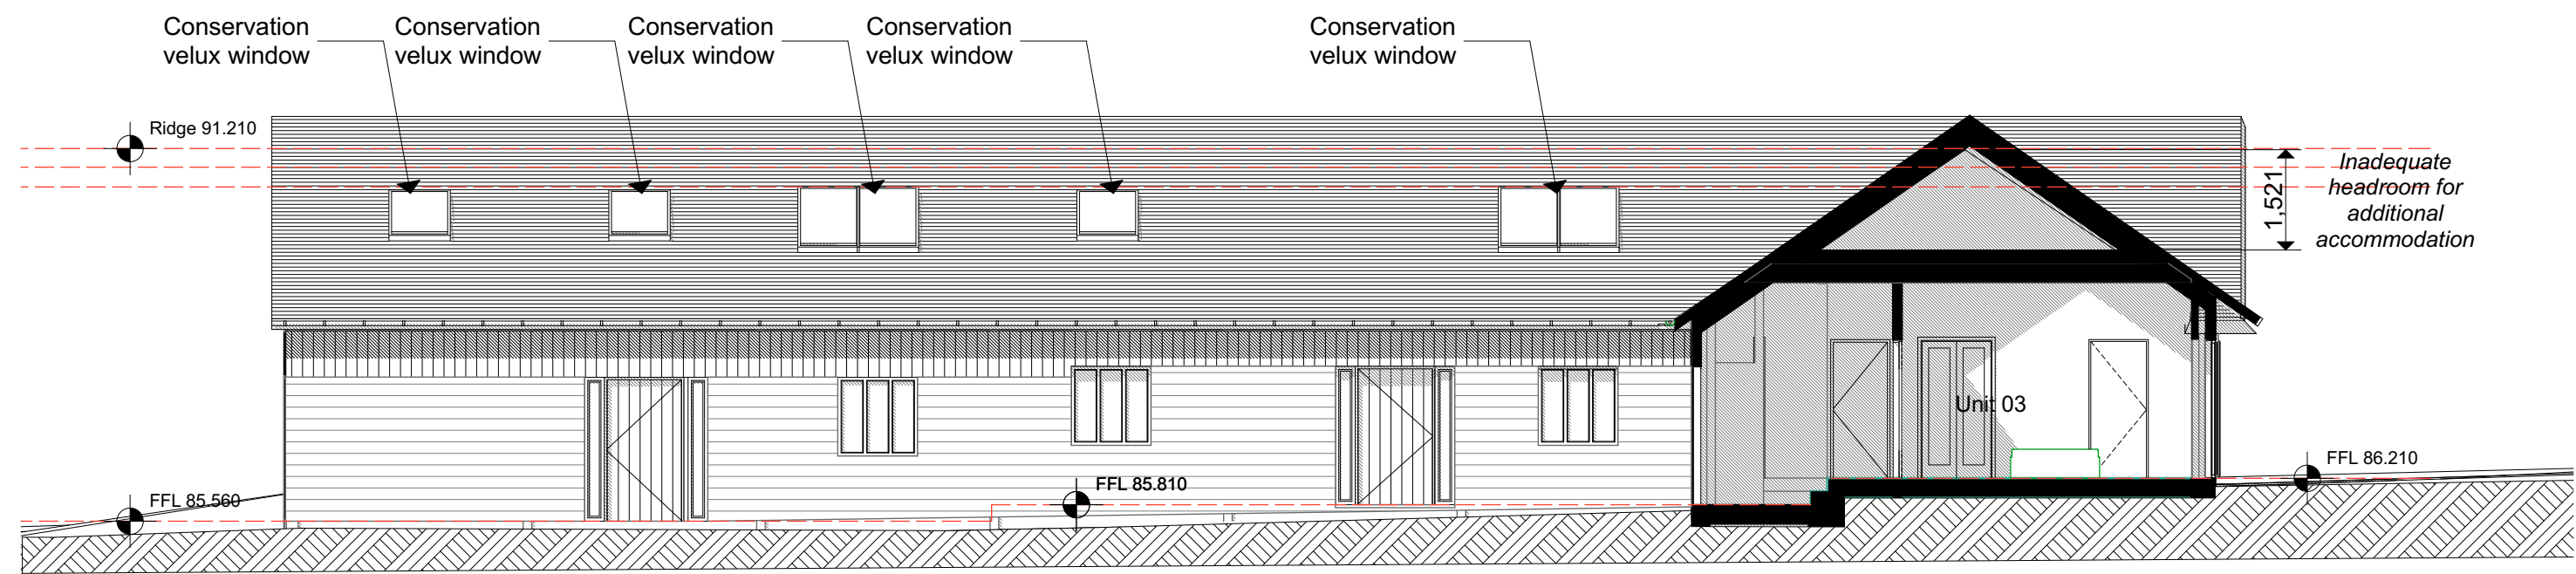 Conservation
velux window
Conservation
velux window
Conservation
velux window
Conservation
velux window
Conservation
velux window
Ridge 91.210
1,521
Inadequate
headroom for
additional
accommodation
Unit 03
FFL 86.210
FFL 85.560
FFL 85.810